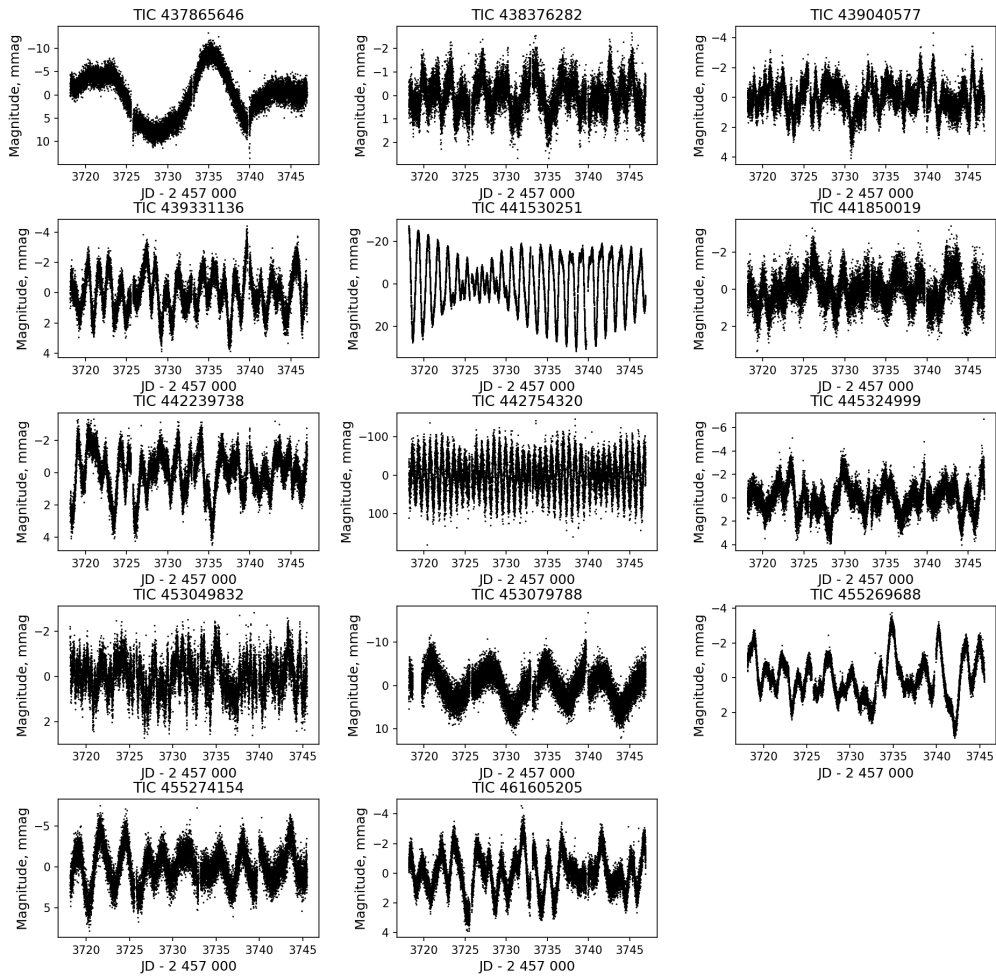 TIC 437865646
Magnitude, mmag
−10
−5
0
5
10
3720 3725 3730 3735 3740 3745
JD - 2 457 000
TIC 438376282
Magnitude, mmag
−2
−1
0
1
2
3720 3725 3730 3735 3740 3745
JD - 2 457 000
TIC 439040577
Magnitude, mmag
−4
−2
0
2
4
3720 3725 3730 3735 3740 3745
JD - 2 457 000
TIC 439331136
Magnitude, mmag
−4
−2
0
2
4
3720 3725 3730 3735 3740 3745
JD - 2 457 000
TIC 441530251
Magnitude, mmag
−20
0
20
3720 3725 3730 3735 3740 3745
JD - 2 457 000
TIC 441850019
Magnitude, mmag
−2
0
2
3720 3725 3730 3735 3740 3745
JD - 2 457 000
TIC 442239738
Magnitude, mmag
−2
0
2
4
3720 3725 3730 3735 3740 3745
JD - 2 457 000
TIC 442754320
Magnitude, mmag
−100
0
100
3720 3725 3730 3735 3740 3745
JD - 2 457 000
TIC 445324999
Magnitude, mmag
−6
−4
−2
0
2
4
3720 3725 3730 3735 3740 3745
JD - 2 457 000
TIC 453049832
Magnitude, mmag
−2
0
2
3720 3725 3730 3735 3740 3745
JD - 2 457 000
TIC 453079788
Magnitude, mmag
−10
0
10
3720 3725 3730 3735 3740 3745
JD - 2 457 000
TIC 455269688
Magnitude, mmag
−4
−2
0
2
3720 3725 3730 3735 3740 3745
JD - 2 457 000
TIC 455274154
Magnitude, mmag
−5
0
5
3720 3725 3730 3735 3740 3745
JD - 2 457 000
TIC 461605205
Magnitude, mmag
−4
−2
0
2
4
3720 3725 3730 3735 3740 3745
JD - 2 457 000